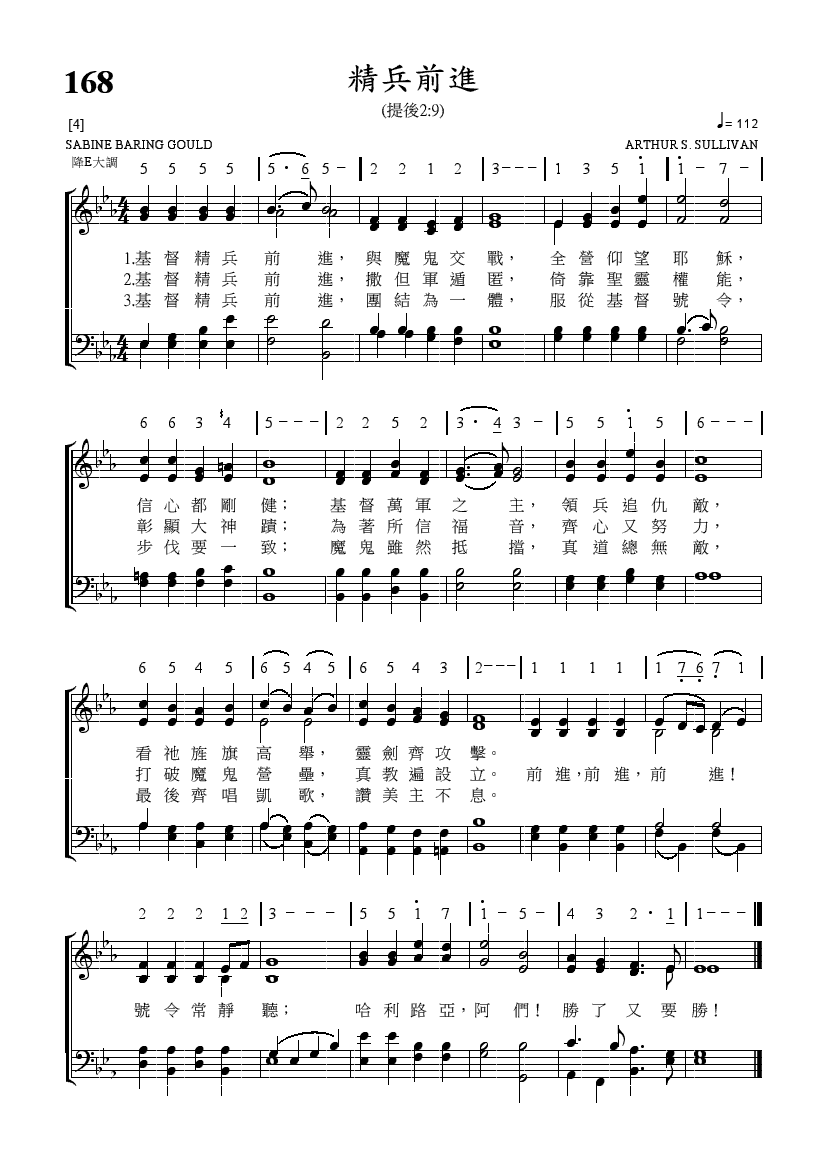 168
精兵前進
(提後2:9)
[4]
♩= 112
SABINE BARING GOULD
ARTHUR S. SULLIVAN
降E大調
5 5 5 5 | 5 · 6 5 - | 2 2 1 2 | 3 - - - | 1 3 5 1 | 1 - 7 - |
1.基督精兵前進，與魔鬼交戰，全營仰望耶穌，
2.基督精兵前進，撒但軍遁匿，倚靠聖靈權能，
3.基督精兵前進，團結為一體，服從基督號令，
6 6 3 4 | 5 - - - | 2 2 5 2 | 3 · 4 3 - | 5 5 1 5 | 6 - - - |
信心都剛健；基督萬軍之主，領兵追仇敵，
彰顯大神蹟；為著所信福音，齊心又努力，
步伐要一致；魔鬼雖然抵擋，真道總無敵，
6 5 4 5 | 6 5 4 5 | 6 5 4 3 | 2 - - - | 1 1 1 1 | 1 7 6 7 1 |
看祂旌旗高舉，靈劍齊攻擊。
打破魔鬼營壘，真教遍設立。前進，前進，前進！
最後齊唱凱歌，讚美主不息。
2 2 2 1 2 | 3 - - - | 5 5 1 7 | 1 - 5 - | 4 3 2 · 1 | 1 - - - |
號令常靜聽；哈利路亞，阿們！勝了又要勝！